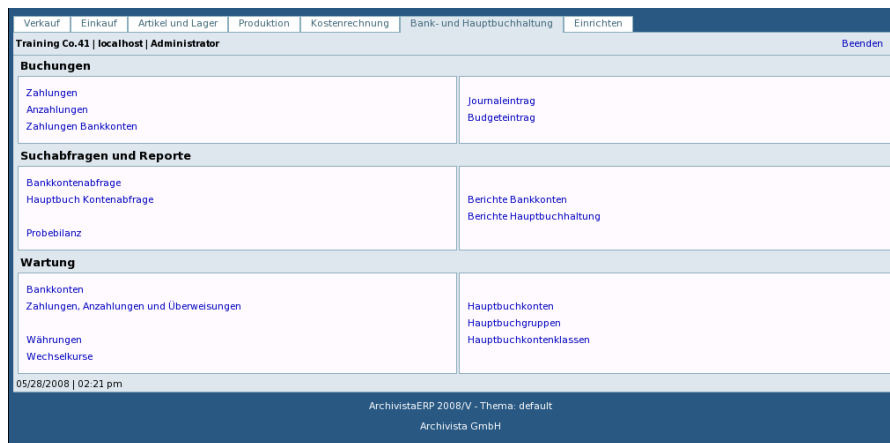 Verkauf Einkauf Artikel und Lager Produktion Kostenrechnung Bank- und Hauptbuchhaltung Einrichten
Training Co.41 | localhost | Administrator Beenden
Buchungen
Zahlungen
Anzahlungen
Zahlungen Bankkonten
Journaleintrag
Budgeteintrag
Suchabfragen und Reporte
Bankkontenabfrage
Hauptbuch Kontenabfrage
Probebilanz
Berichte Bankkonten
Berichte Hauptbuchhaltung
Wartung
Bankkonten
Zahlungen, Anzahlungen und Überweisungen
Währungen
Wechselkurse
Hauptbuchkonten
Hauptbuchgruppen
Hauptbuchkontenklassen
05/28/2008 | 02:21 pm
ArchivistaERP 2008/V - Thema: default
Archivista GmbH